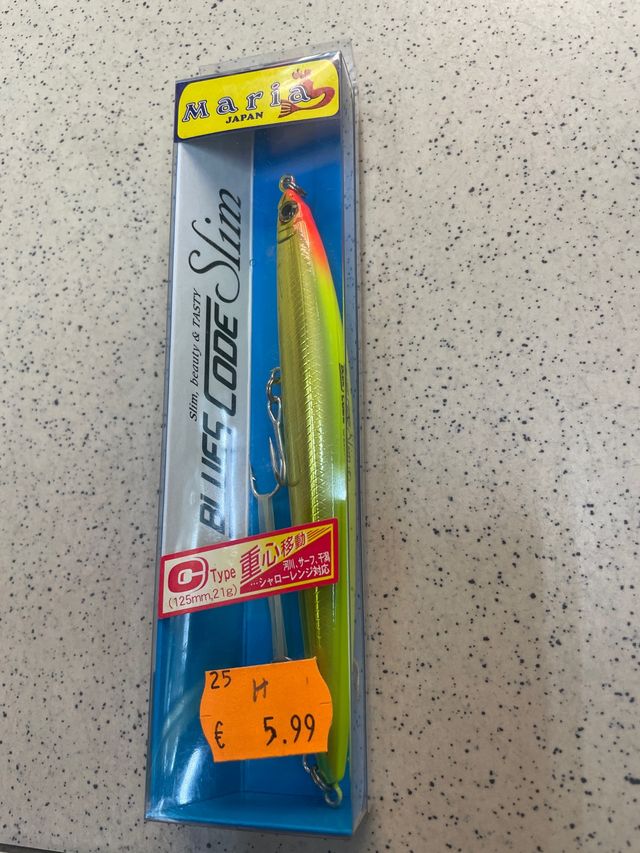 Maria
JAPAN
Slim, beauty & TASTY
BLUES CODE Slim
C Type 重心移動
(125mm,21g)
河川、サーフ、干潟
…シャローレンジ対応
25 H
€ 5.99